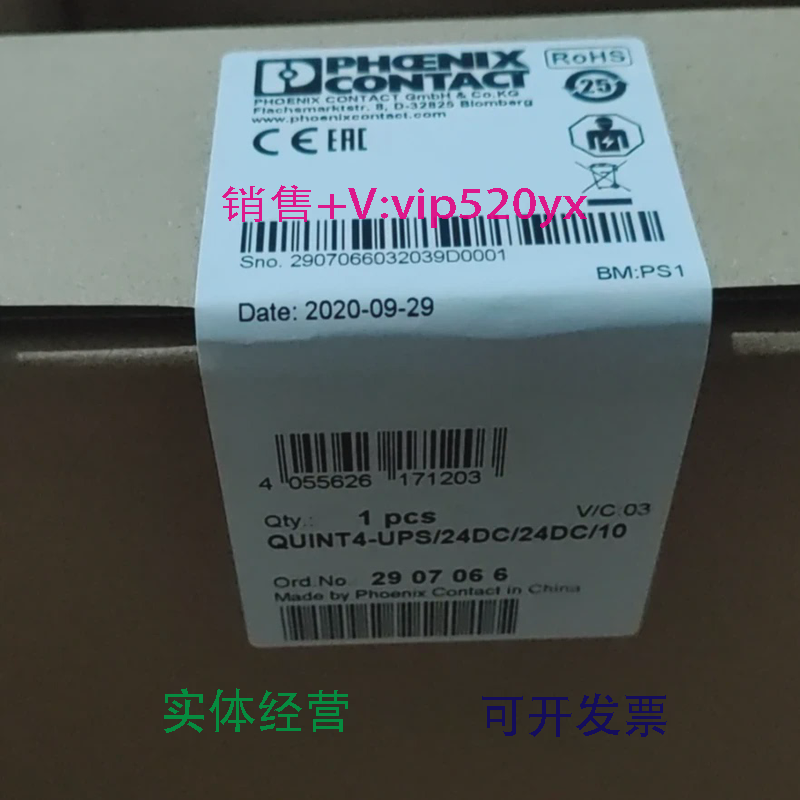 PHŒNIX
CONTACT
RoHS
25
PHOENIX CONTACT GmbH & Co.KG
Flachsmarktstr. 8, D-32825 Blomberg
www.phoenixcontact.com
CE EAC
销售+V:vip520yx
Sno. 2907066032039D0001
BM:PS1
Date: 2020-09-29
4 055626 171203
Qty.: 1 pcs V/C:03
QUINT4-UPS/24DC/24DC/10
Ord.No. 29 07 06 6
Made by Phoenix Contact in China
实体经营 可开发票